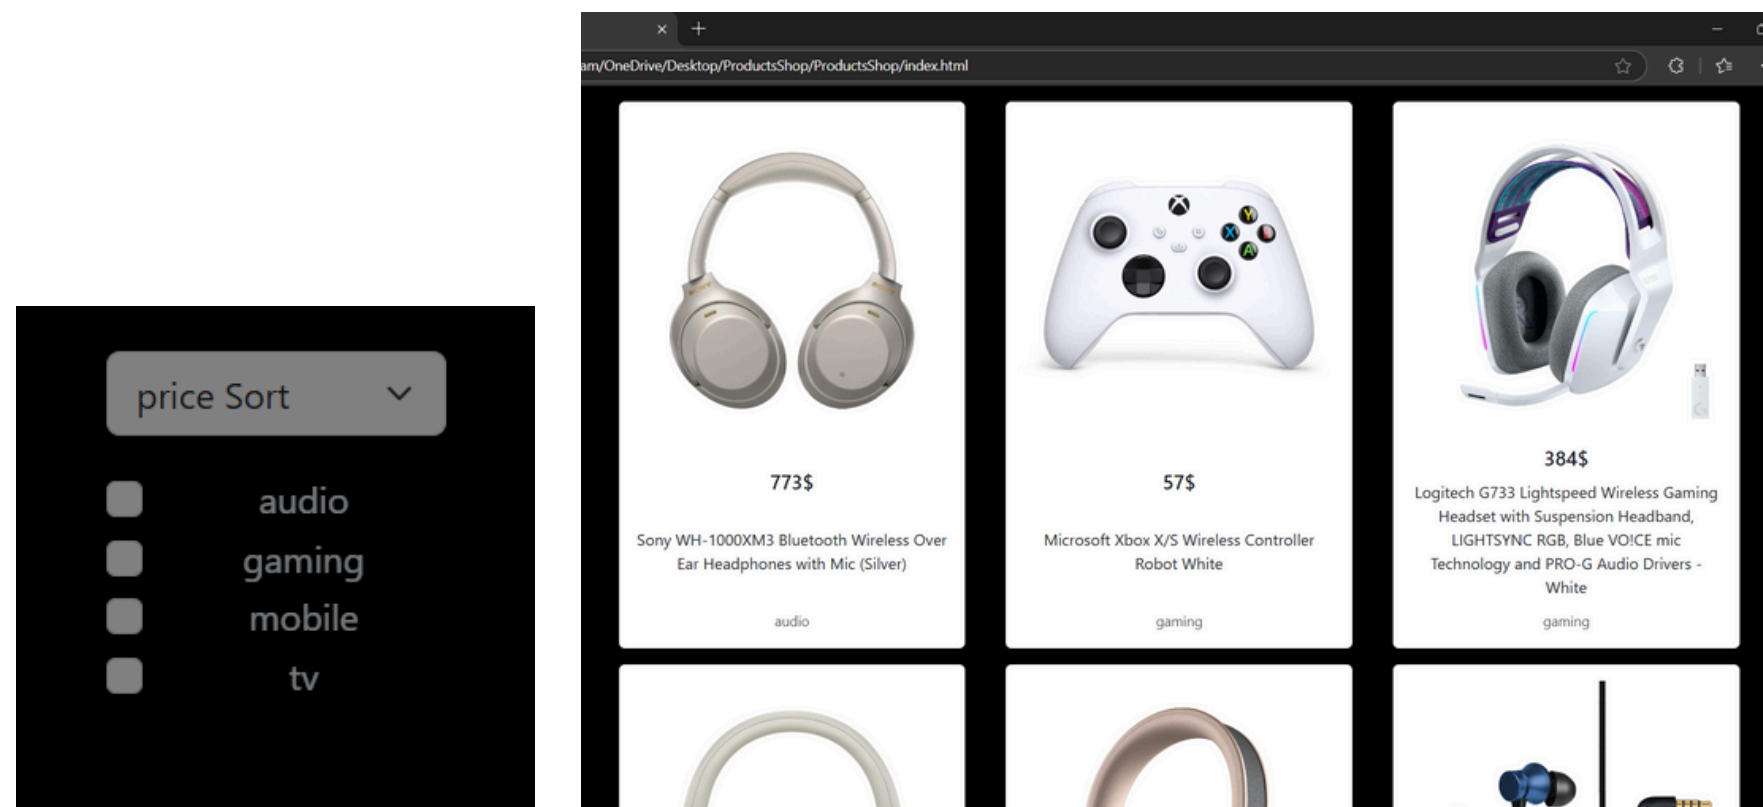 price Sort
audio
gaming
mobile
tv
am/OneDrive/Desktop/ProductsShop/ProductsShop/index.html
SONY
SONY
Y
X
A
773$
Sony WH-1000XM3 Bluetooth Wireless Over
Ear Headphones with Mic (Silver)
audio
57$
Microsoft Xbox X/S Wireless Controller
Robot White
gaming
384$
Logitech G733 Lightspeed Wireless Gaming
Headset with Suspension Headband,
LIGHTSYNC RGB, Blue VO!CE mic
Technology and PRO-G Audio Drivers -
White
gaming